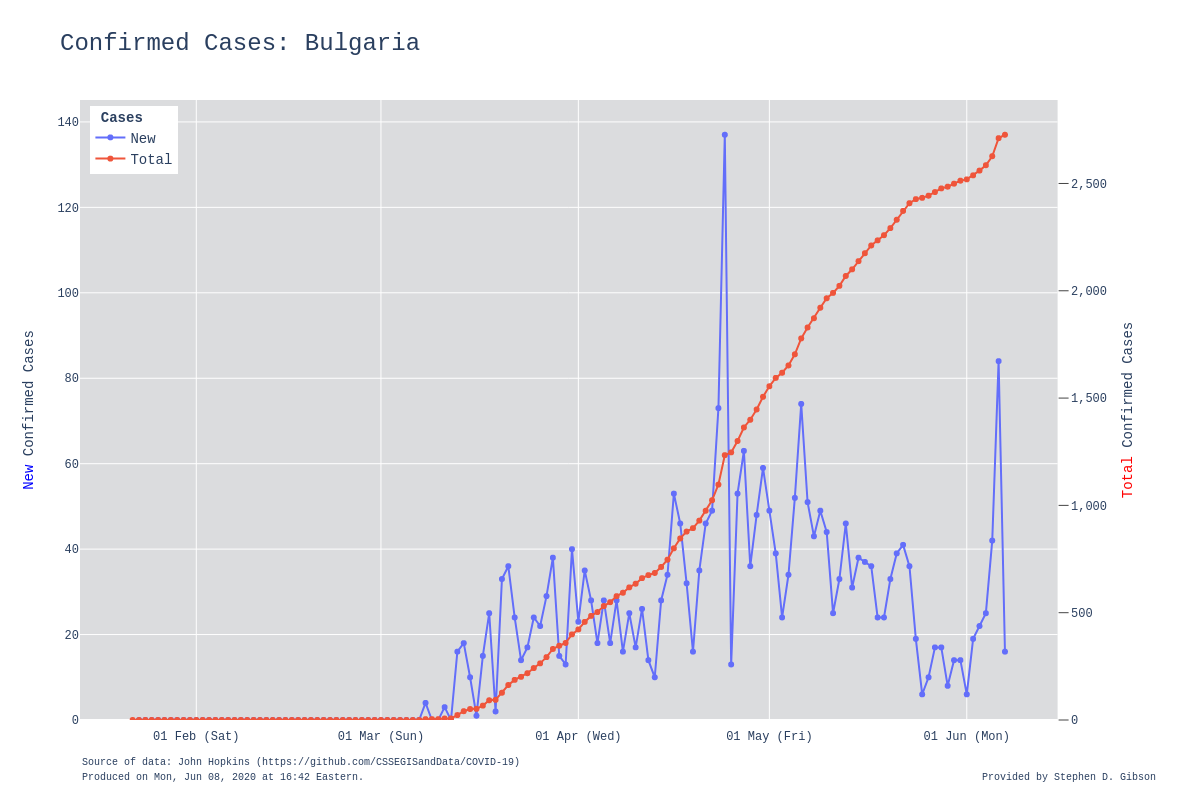 Confirmed Cases: Bulgaria
Cases
New
Total
140
120
100
80
60
40
20
0
New Confirmed Cases
2,500
2,000
1,500
1,000
500
0
Total Confirmed Cases
01 Feb (Sat)
01 Mar (Sun)
01 Apr (Wed)
01 May (Fri)
01 Jun (Mon)
Source of data: John Hopkins (https://github.com/CSSEGISandData/COVID-19)
Produced on Mon, Jun 08, 2020 at 16:42 Eastern.
Provided by Stephen D. Gibson